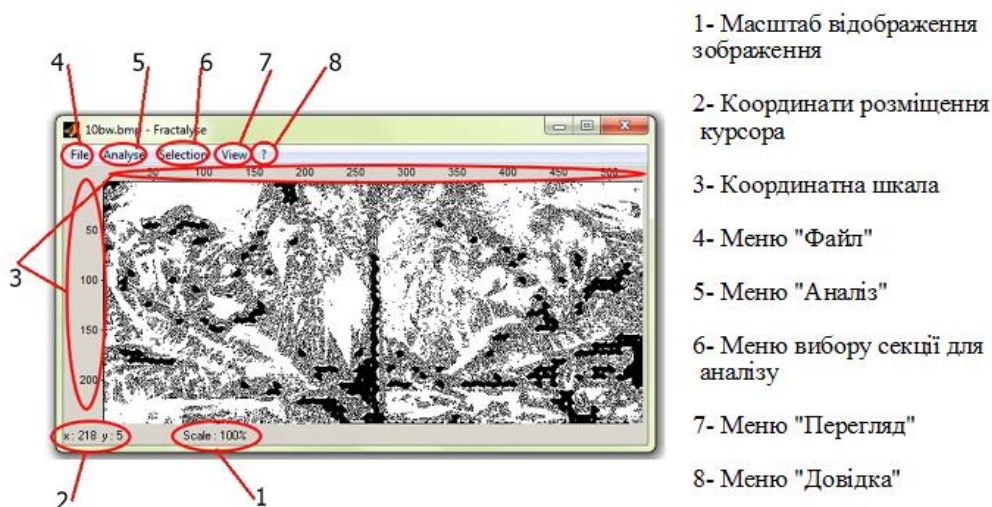 4
5
6
7
8
10bw.bmp - Fractalyse
File Analyse Selection View ?
50 100 150 200 250 300 350 400 450 500
50
100
150
200
3
x : 218 y : 5 Scale : 100%
2
1
1- Масштаб відображення
зображення
2- Координати розміщення
курсора
3- Координатна шкала
4- Меню "Файл"
5- Меню "Аналіз"
6- Меню вибору секції для
аналізу
7- Меню "Перегляд"
8- Меню "Довідка"